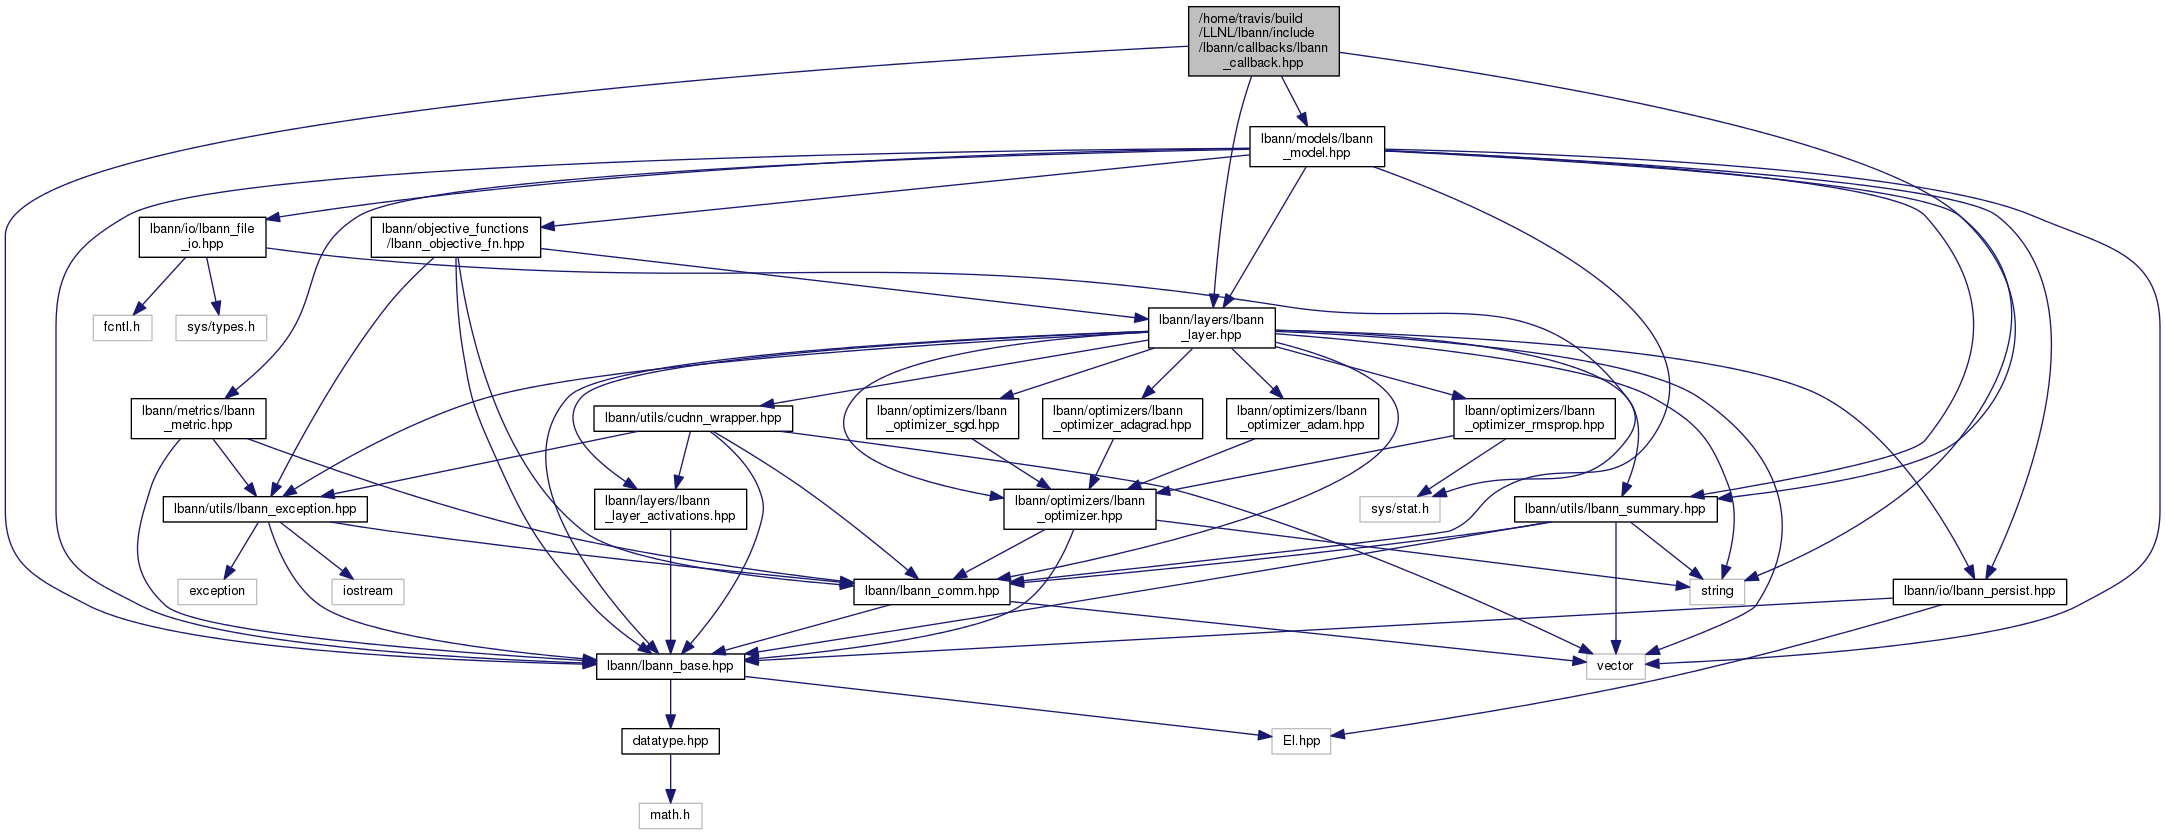 /home/travis/build
/LLNL/lbann/include
/lbann/callbacks/lbann
_callback.hpp
lbann/models/lbann
_model.hpp
lbann/io/lbann_file
_io.hpp
lbann/objective_functions
/lbann_objective_fn.hpp
fcntl.h
sys/types.h
lbann/layers/lbann
_layer.hpp
lbann/metrics/lbann
_metric.hpp
lbann/utils/cudnn_wrapper.hpp
lbann/optimizers/lbann
_optimizer_sgd.hpp
lbann/optimizers/lbann
_optimizer_adagrad.hpp
lbann/optimizers/lbann
_optimizer_adam.hpp
lbann/optimizers/lbann
_optimizer_rmsprop.hpp
lbann/utils/lbann_exception.hpp
lbann/layers/lbann
_layer_activations.hpp
lbann/optimizers/lbann
_optimizer.hpp
sys/stat.h
lbann/utils/lbann_summary.hpp
exception
iostream
lbann/lbann_comm.hpp
string
lbann/io/lbann_persist.hpp
lbann/lbann_base.hpp
vector
datatype.hpp
El.hpp
math.h